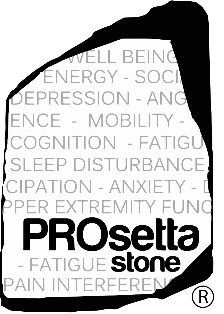 WELL BEING
ENERGY - SOCI
DEPRESSION - ANG
ENCE - MOBILITY -
COGNITION - FATIGU
SLEEP DISTURBANCE
CIPATION - ANXIETY - D
PPER EXTREMITY FUNC
PROsetta
- FATIGUE
stone
PAIN INTERFEREN
®